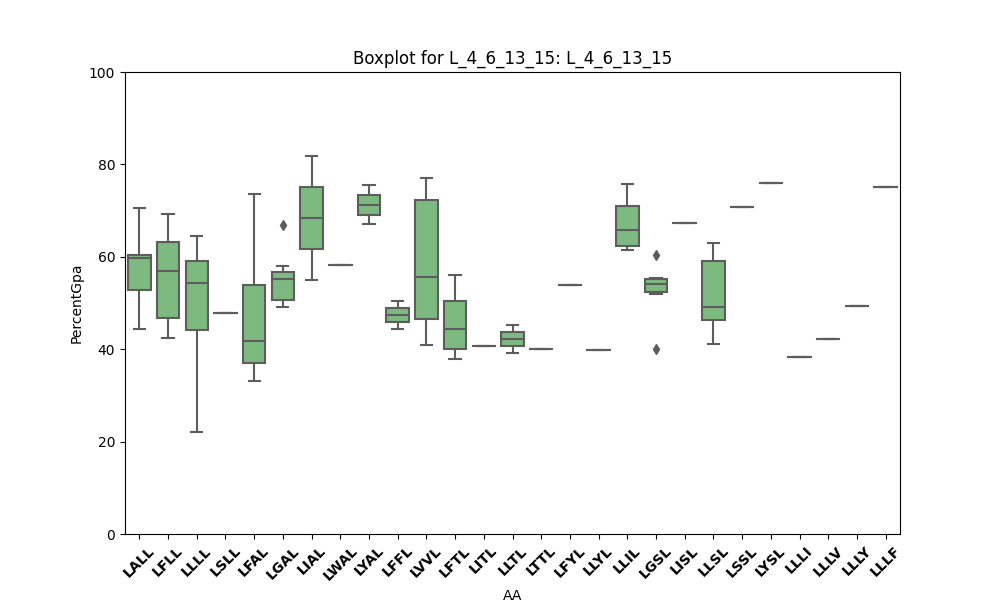 Boxplot for L_4_6_13_15: L_4_6_13_15
PercentGpa
100
80
60
40
20
0
LALL LFLL LLLL LSLL LFAL LGAL LIAL LWAL LYAL LFFL LVVL LFTL LITL LLTL LTTL LFYL LLYL LLIL LGSL LISL LLSL LSSL LYSL LLLI LLLV LLLY LLLF
AA